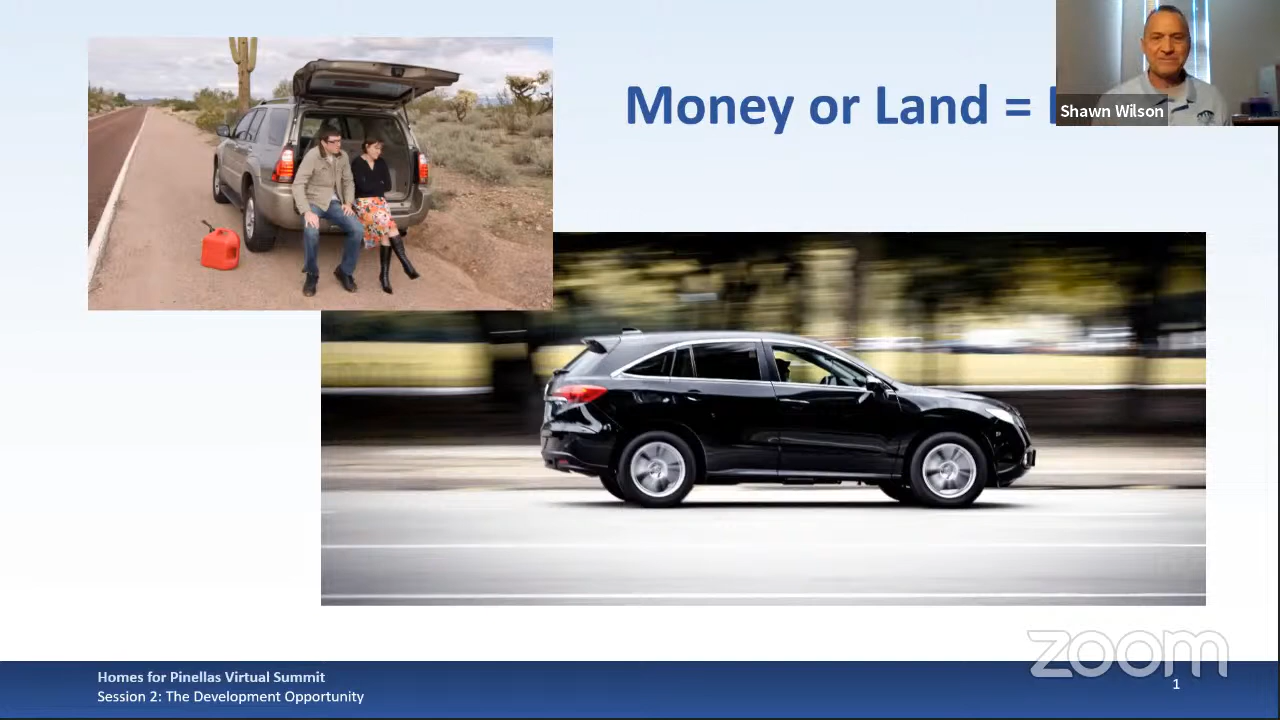 Money or Land =
Shawn Wilson
zoom
Homes for Pinellas Virtual Summit
Session 2: The Development Opportunity
1